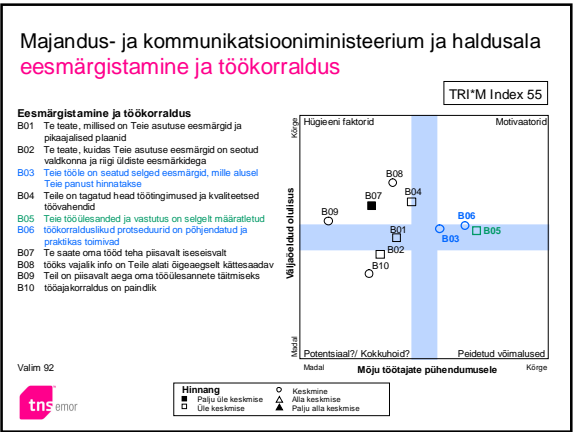 Majandus- ja kommunikatsiooniministeerium ja haldusala
eesmärgistamine ja töökorraldus
TRI*M Index 55
Eesmärgistamine ja töökorraldus
B01 Te teate, millised on Teie asutuse eesmärgid ja
pikaajalised plaanid
B02 Te teate, kuidas Teie asutuse eesmärgid on seotud
valdkonna ja riigi üldiste eesmärkidega
B03 Teie tööle on seatud selged eesmärgid, mille alusel
Teie panust hinnatakse
B04 Teile on tagatud head töötingimused ja kvaliteetsed
töövahendid
B05 Teie tööülesanded ja vastutus on selgelt määratletud
B06 töökorralduslikud protseduurid on põhjendatud ja
praktikas toimivad
B07 Te saate oma tööd teha piisavalt iseseisvalt
B08 tööks vajalik info on Teile alati õigeaegselt kättesaadav
B09 Teil on piisavalt aega oma tööülesannete täitmiseks
B10 tööajakorraldus on paindlik
Kõrge
Väljaöeldud olulisus
Madal
Hügieeni faktorid
Motivaatorid
B08
B07
B04
B09
B06
B05
B03
B01
B02
B10
Potentsiaal?/ Kokkuhoid?
Peidetud võimalused
Madal
Mõju töötajate pühendumusele
Kõrge
Valim 92
tns emor
Hinnang
Palju üle keskmise
Üle keskmise
Keskmine
Alla keskmise
Palju alla keskmise